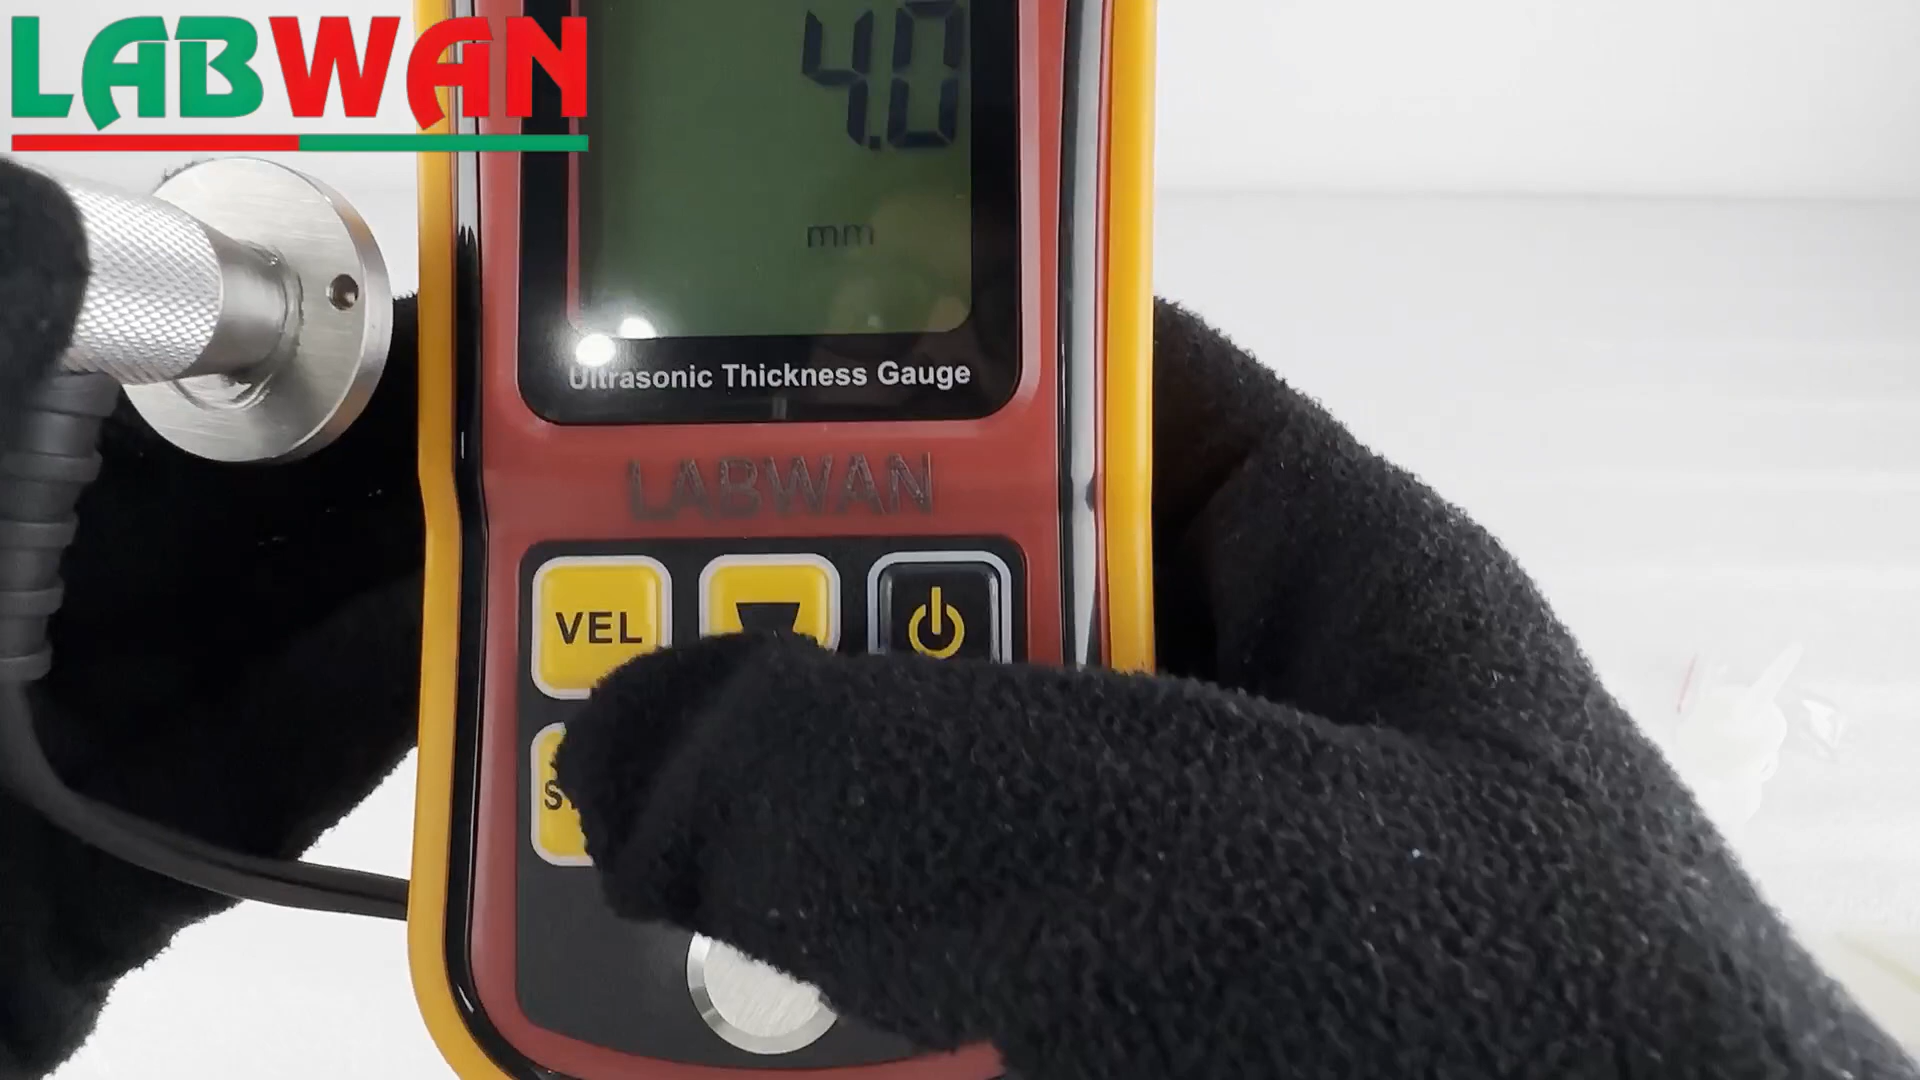 LABWAN
4.0
mm
Ultrasonic Thickness Gauge
LABWAN
VEL